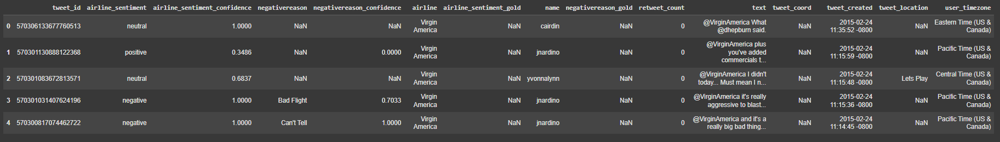 tweet_id airline_sentiment airline_sentiment_confidence negativereason negativereason_confidence airline airline_sentiment_gold name negativereason_gold retweet_count text tweet_coord tweet_created tweet_location user_timezone
0 570306133677760513 neutral 1.0000 NaN NaN Virgin America NaN cairdin NaN 0 @VirginAmerica What @dhepburn said. NaN 2015-02-24 11:35:52 -0800 NaN Eastern Time (US & Canada)
1 570301130888122368 positive 0.3486 NaN 0.0000 Virgin America NaN jnardino NaN 0 @VirginAmerica plus you've added commercials t... NaN 2015-02-24 11:15:59 -0800 NaN Pacific Time (US & Canada)
2 570301083672813571 neutral 0.6837 NaN NaN Virgin America NaN yvonnalynn NaN 0 @VirginAmerica I didn't today... Must mean I n... NaN 2015-02-24 11:15:48 -0800 Lets Play Central Time (US & Canada)
3 570301031407624196 negative 1.0000 Bad Flight 0.7033 Virgin America NaN jnardino NaN 0 @VirginAmerica it's really aggressive to blast... NaN 2015-02-24 11:15:36 -0800 NaN Pacific Time (US & Canada)
4 570300817074462722 negative 1.0000 Can't Tell 1.0000 Virgin America NaN jnardino NaN 0 @VirginAmerica and it's a really big bad thing... NaN 2015-02-24 11:14:45 -0800 NaN Pacific Time (US & Canada)